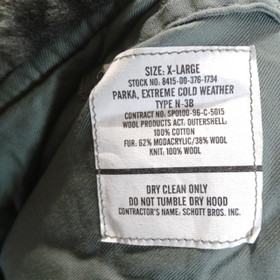 SIZE: X-LARGE
STOCK NO: 8415-00-376-1734
PARKA, EXTREME COLD WEATHER
TYPE N-3B
CONTRACT NO: SPO100-96-C-5015
WOOL PRODUCTS ACT. OUTERSHELL:
100% COTTON
FUR: 62% MODACRYLIC/38% WOOL
KNIT: 100% WOOL
DRY CLEAN ONLY
DO NOT TUMBLE DRY HOOD
CONTRACTOR'S NAME: SCHOTT BROS. INC.